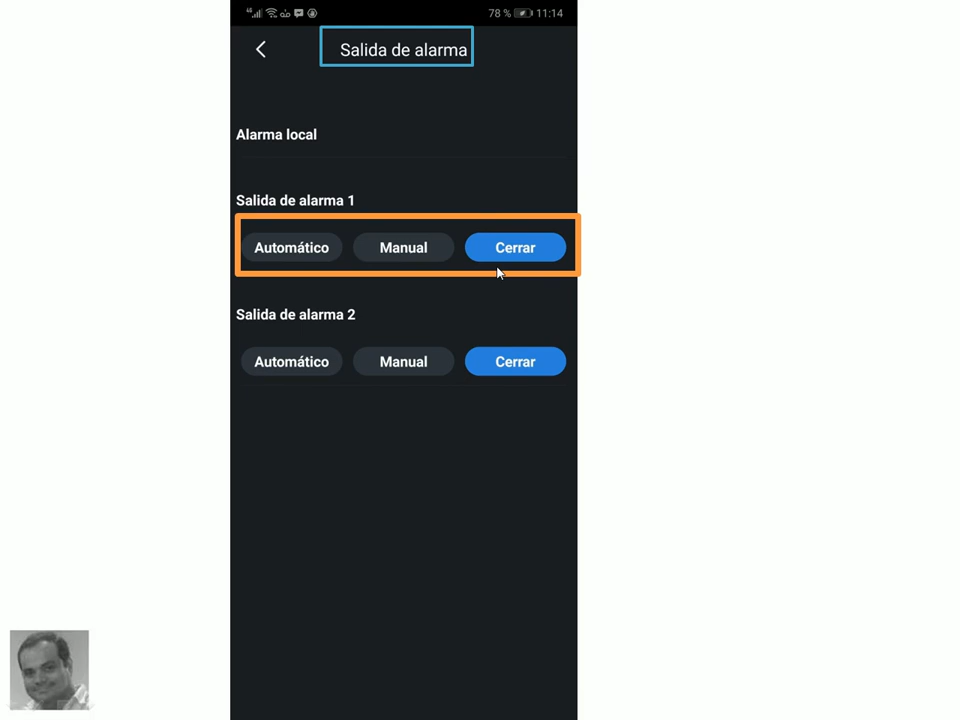 4G 78 % 11:14
Salida de alarma
Alarma local
Salida de alarma 1
Automático Manual Cerrar
Salida de alarma 2
Automático Manual Cerrar